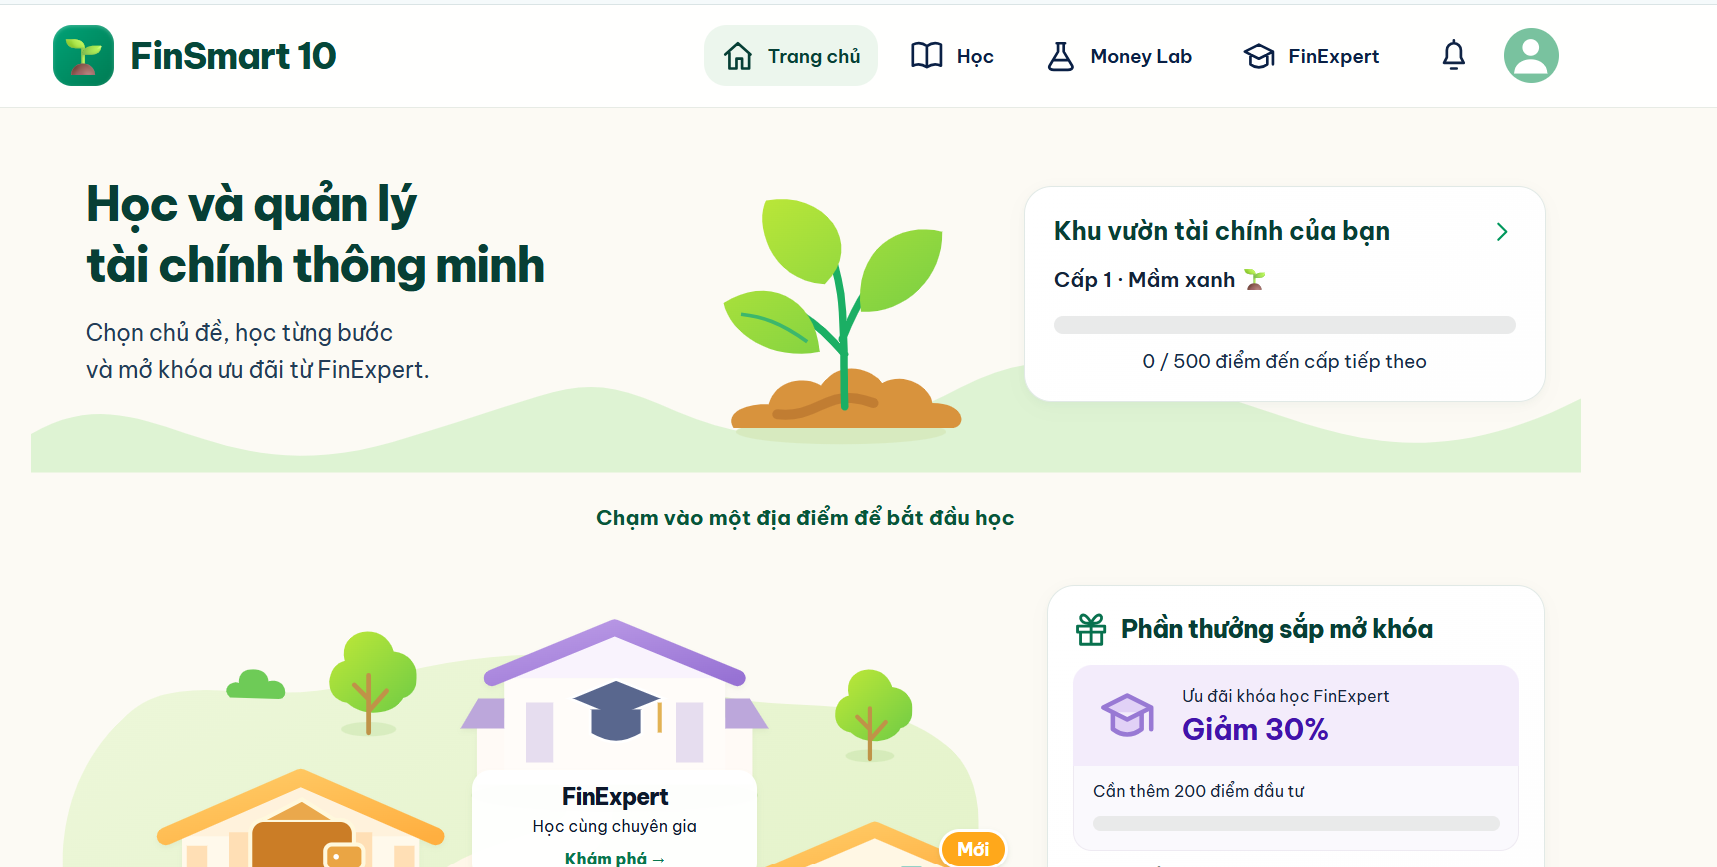 FinSmart 10
Trang chủ
Học
Money Lab
FinExpert
Học và quản lý
tài chính thông minh
Chọn chủ đề, học từng bước
và mở khóa ưu đãi từ FinExpert.
Khu vườn tài chính của bạn
Cấp 1 · Mầm xanh
0 / 500 điểm đến cấp tiếp theo
Chạm vào một địa điểm để bắt đầu học
Phần thưởng sắp mở khóa
Ưu đãi khóa học FinExpert
Giảm 30%
Cần thêm 200 điểm đầu tư
FinExpert
Học cùng chuyên gia
Khám phá →
Mới